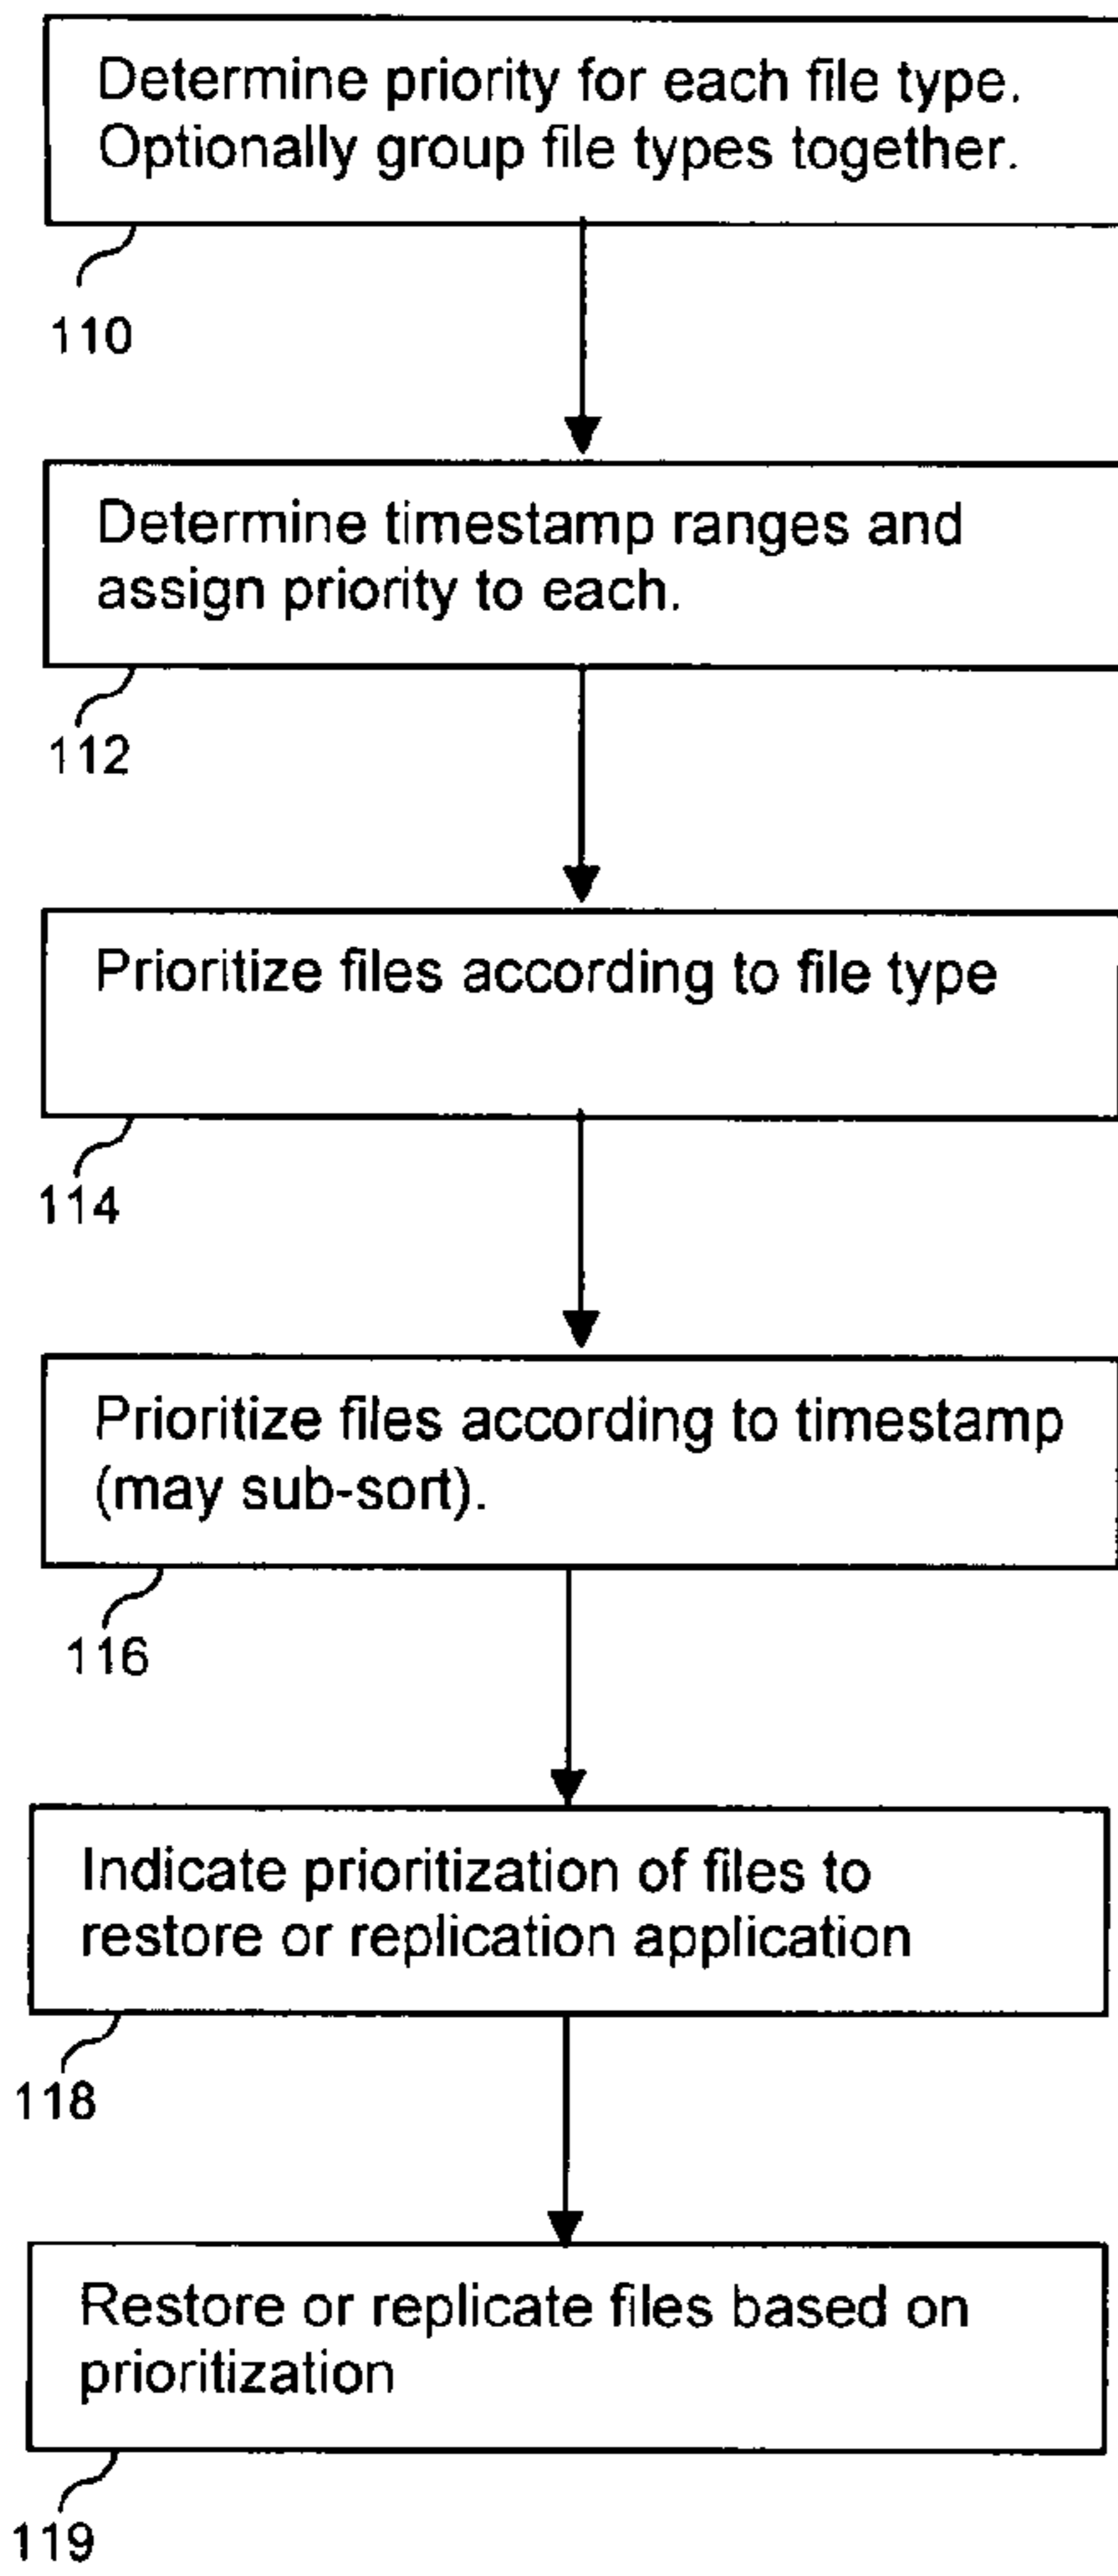 Determine priority for each file type.
Optionally group file types together.
110
Determine timestamp ranges and
assign priority to each.
112
Prioritize files according to file type
114
Prioritize files according to timestamp
(may sub-sort).
116
Indicate prioritization of files to
restore or replication application
118
Restore or replicate files based on
prioritization
119